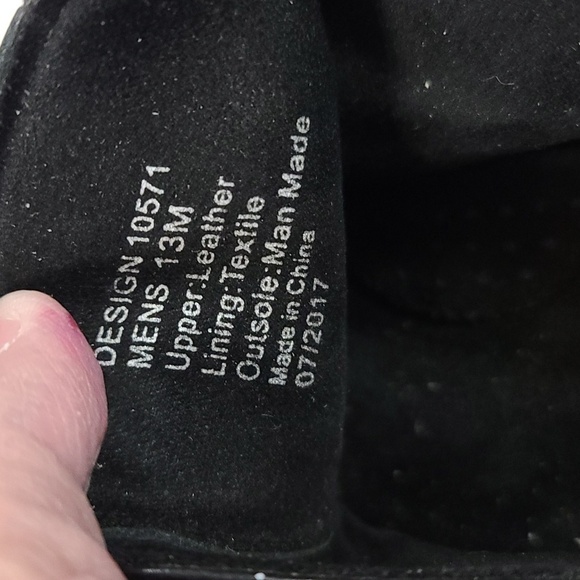 DESIGN 10571
MENS 13M
Upper:Leather
Lining:Textile
Outsole:Man Made
Made in China
07/2017